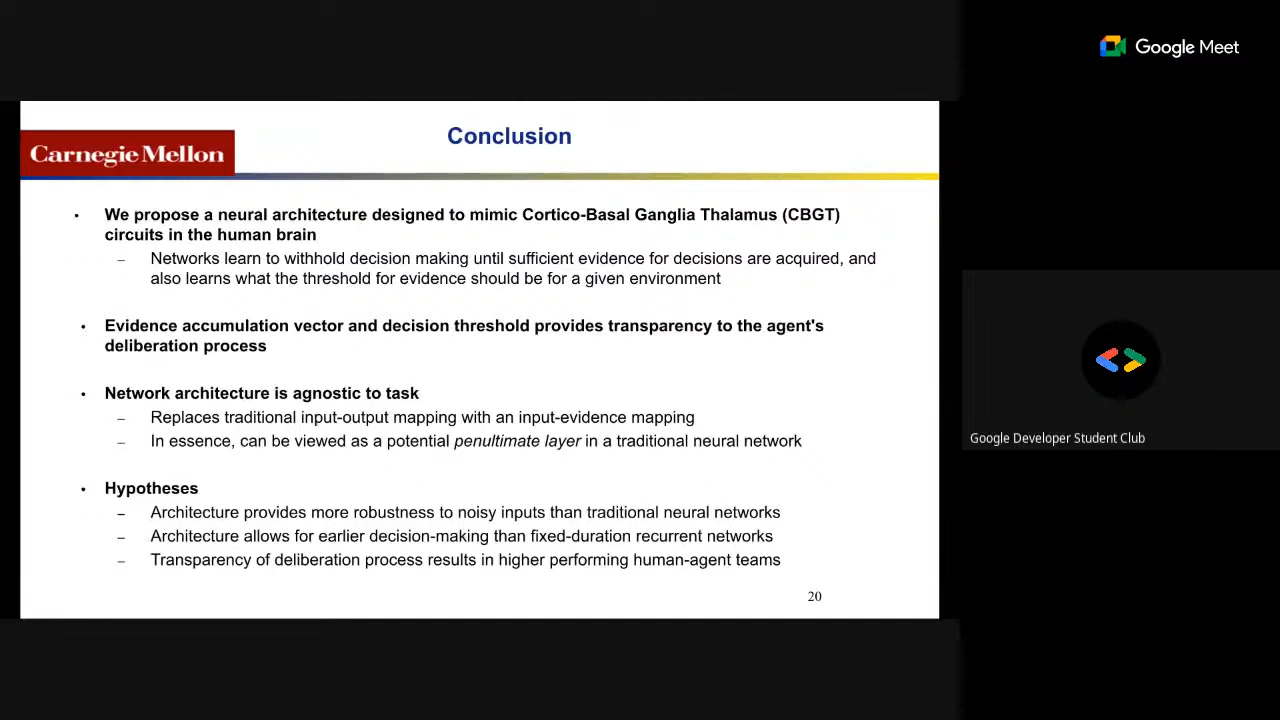 Google Meet
Conclusion
Carnegie Mellon
• We propose a neural architecture designed to mimic Cortico-Basal Ganglia Thalamus (CBGT)
circuits in the human brain
– Networks learn to withhold decision making until sufficient evidence for decisions are acquired, and
also learns what the threshold for evidence should be for a given environment
• Evidence accumulation vector and decision threshold provides transparency to the agent's
deliberation process
• Network architecture is agnostic to task
– Replaces traditional input-output mapping with an input-evidence mapping
– In essence, can be viewed as a potential penultimate layer in a traditional neural network
• Hypotheses
– Architecture provides more robustness to noisy inputs than traditional neural networks
– Architecture allows for earlier decision-making than fixed-duration recurrent networks
– Transparency of deliberation process results in higher performing human-agent teams
20
Google Developer Student Club